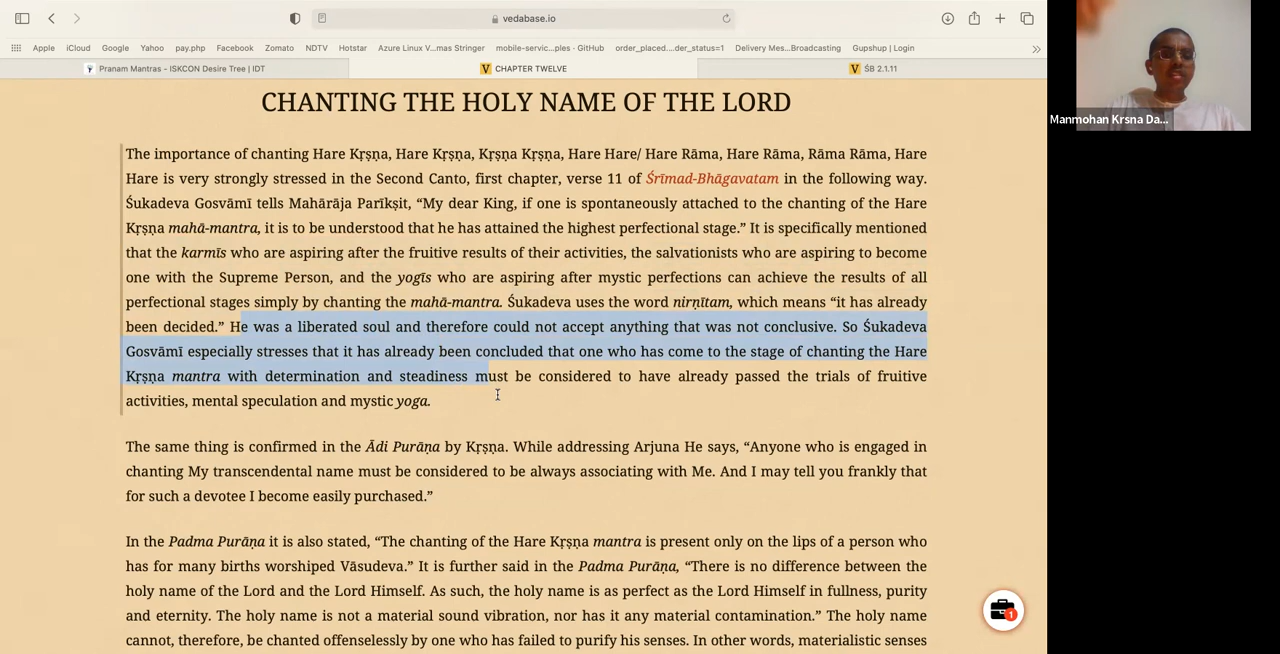 vedabase.io
Apple iCloud Google Yahoo pay.php Facebook Zomato NDTV Hotstar Azure Linux V...mas Stringer mobile-servic...ples · GitHub order_placed....der_status=1 Delivery Mes...Broadcasting Gupshup | Login
Pranam Mantras – ISKCON Desire Tree | IDT V CHAPTER TWELVE V ŚB 2.1.11
Manmohan Krsna Da...
CHANTING THE HOLY NAME OF THE LORD
The importance of chanting Hare Kṛṣṇa, Hare Kṛṣṇa, Kṛṣṇa Kṛṣṇa, Hare Hare/ Hare Rāma, Hare Rāma, Rāma Rāma, Hare
Hare is very strongly stressed in the Second Canto, first chapter, verse 11 of Śrīmad-Bhāgavatam in the following way.
Śukadeva Gosvāmī tells Mahārāja Parīkṣit, “My dear King, if one is spontaneously attached to the chanting of the Hare
Kṛṣṇa mahā-mantra, it is to be understood that he has attained the highest perfectional stage.” It is specifically mentioned
that the karmīs who are aspiring after the fruitive results of their activities, the salvationists who are aspiring to become
one with the Supreme Person, and the yogīs who are aspiring after mystic perfections can achieve the results of all
perfectional stages simply by chanting the mahā-mantra. Śukadeva uses the word nirṇītam, which means “it has already
been decided.” He was a liberated soul and therefore could not accept anything that was not conclusive. So Śukadeva
Gosvāmī especially stresses that it has already been concluded that one who has come to the stage of chanting the Hare
Kṛṣṇa mantra with determination and steadiness must be considered to have already passed the trials of fruitive
activities, mental speculation and mystic yoga.
The same thing is confirmed in the Ādi Purāṇa by Kṛṣṇa. While addressing Arjuna He says, “Anyone who is engaged in
chanting My transcendental name must be considered to be always associating with Me. And I may tell you frankly that
for such a devotee I become easily purchased.”
In the Padma Purāṇa it is also stated, “The chanting of the Hare Kṛṣṇa mantra is present only on the lips of a person who
has for many births worshiped Vāsudeva.” It is further said in the Padma Purāṇa, “There is no difference between the
holy name of the Lord and the Lord Himself. As such, the holy name is as perfect as the Lord Himself in fullness, purity
and eternity. The holy name is not a material sound vibration, nor has it any material contamination.” The holy name
cannot, therefore, be chanted offenselessly by one who has failed to purify his senses. In other words, materialistic senses
1